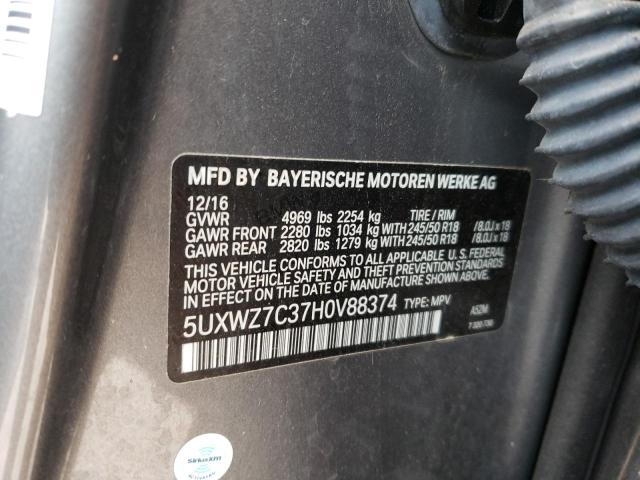 MFD BY BAYERISCHE MOTOREN WERKE AG
12/16
GVWR 4969 lbs 2254 kg TIRE / RIM
GAWR FRONT 2280 lbs 1034 kg WITH 245/50 R18 /8.0J x 18
GAWR REAR 2820 lbs 1279 kg WITH 245/50 R18 /8.0J x 18
THIS VEHICLE CONFORMS TO ALL APPLICABLE U. S. FEDERAL
MOTOR VEHICLE SAFETY AND THEFT PREVENTION STANDARDS
IN EFFECT ON THE DATE OF MANUFACTURE SHOWN ABOVE.
5UXWZ7C37H0V88374 TYPE: MPV
siriusxm